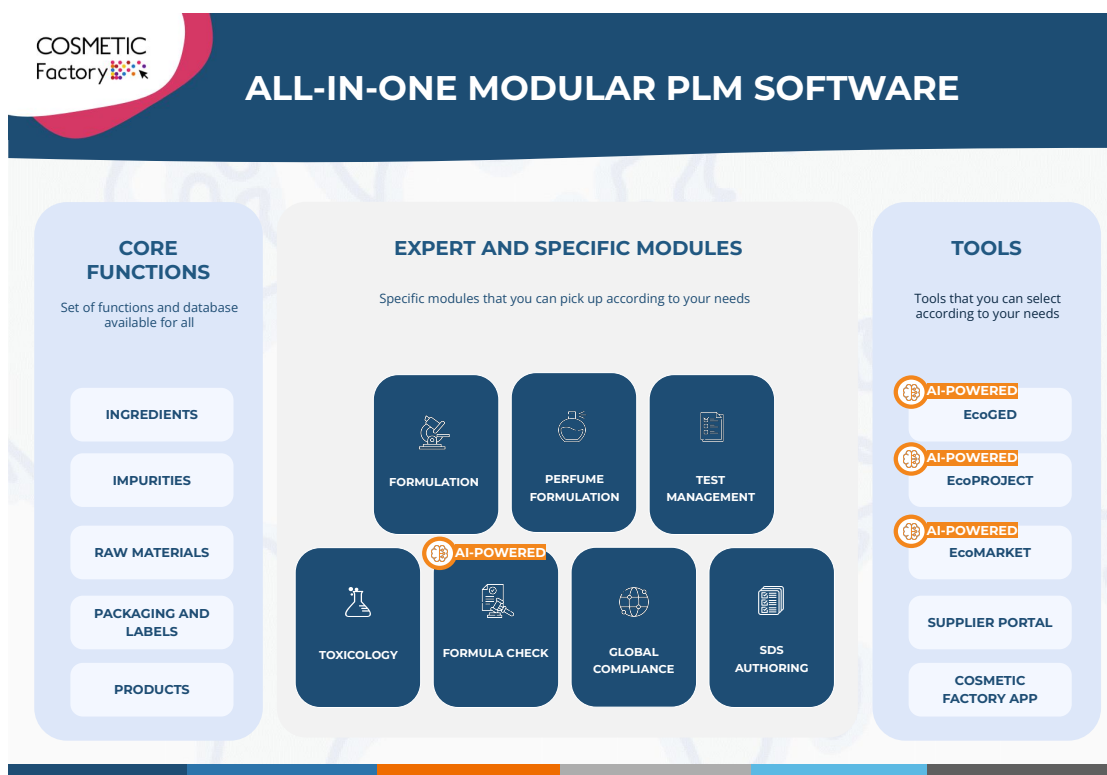 COSMETIC
Factory
ALL-IN-ONE MODULAR PLM SOFTWARE
CORE
FUNCTIONS
Set of functions and database
available for all
INGREDIENTS
IMPURITIES
RAW MATERIALS
PACKAGING AND
LABELS
PRODUCTS
EXPERT AND SPECIFIC MODULES
Specific modules that you can pick up according to your needs
FORMULATION
PERFUME
FORMULATION
TEST
MANAGEMENT
TOXICOLOGY
AI-POWERED
FORMULA CHECK
GLOBAL
COMPLIANCE
SDS
AUTHORING
TOOLS
Tools that you can select
according to your needs
AI-POWERED
EcoGED
AI-POWERED
EcoPROJECT
AI-POWERED
EcoMARKET
SUPPLIER PORTAL
COSMETIC
FACTORY APP